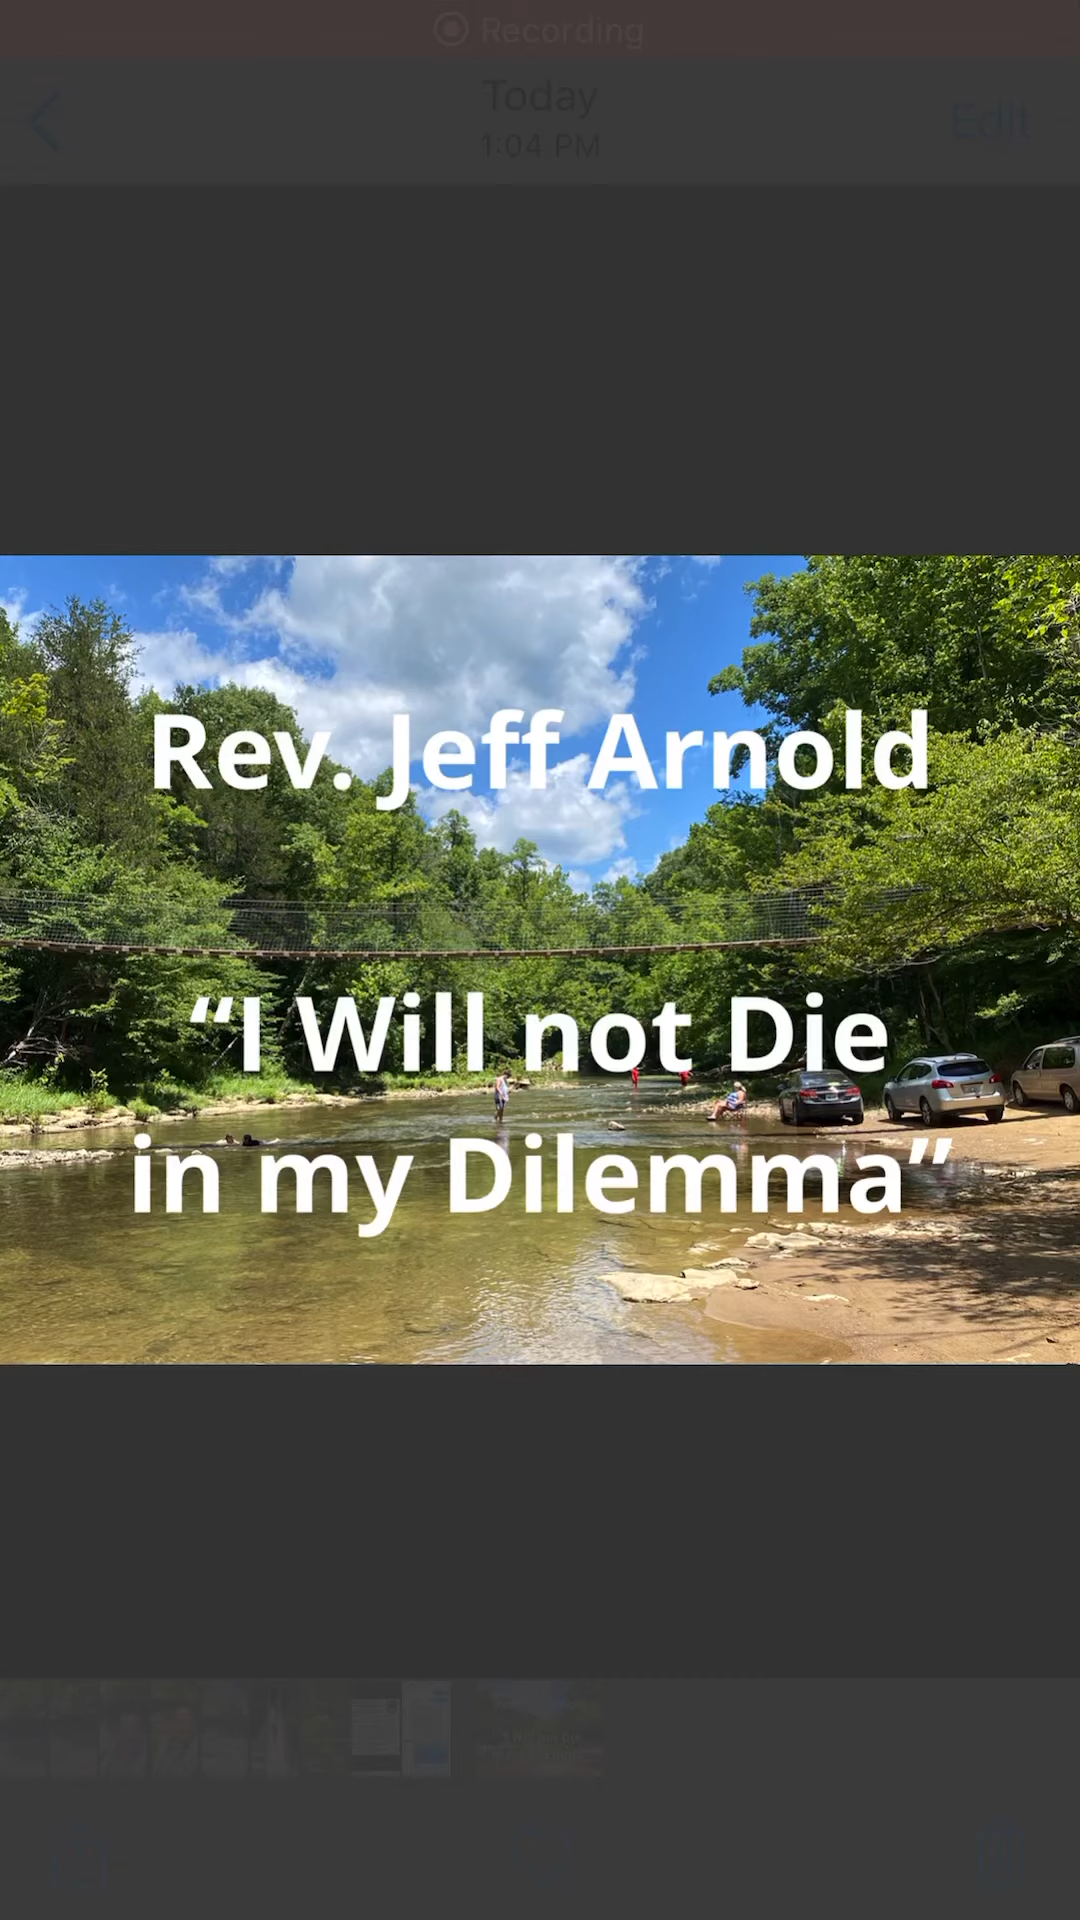 Recording
Today
1:04 PM
Edit
Rev. Jeff Arnold
“I Will not Die
in my Dilemma”